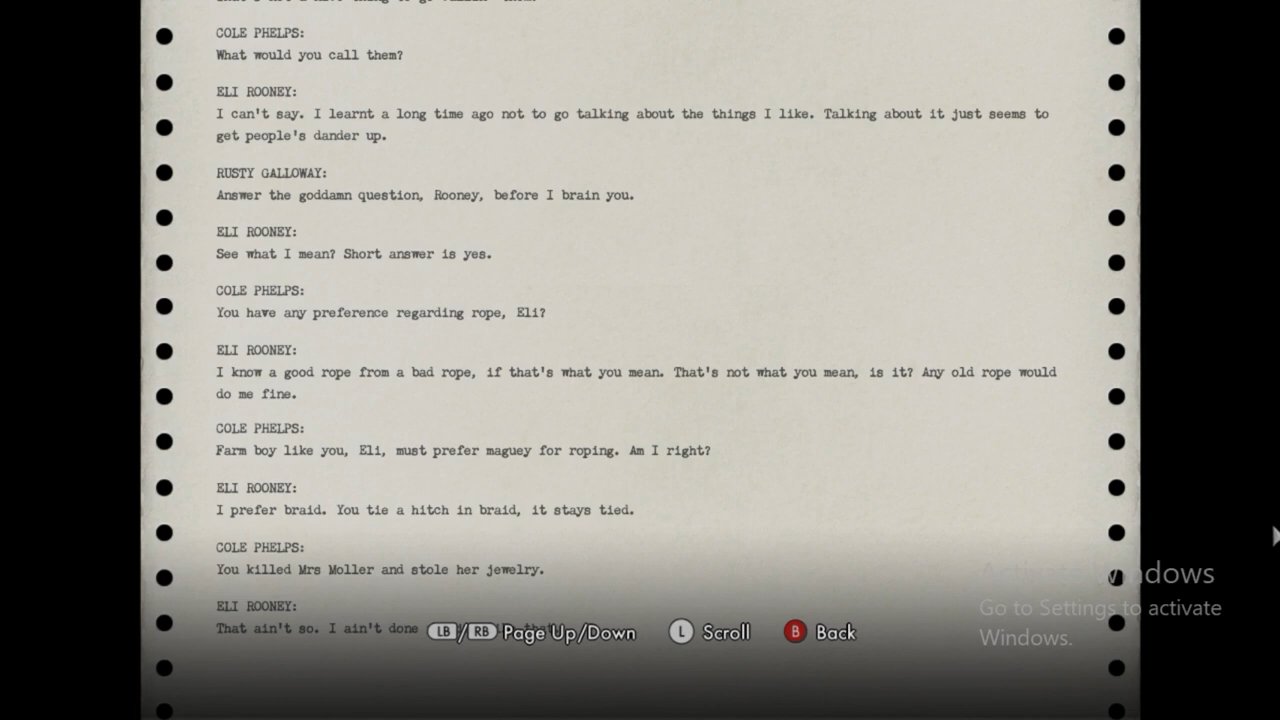 COLE PHELPS:
What would you call them?
ELI ROONEY:
I can't say. I learnt a long time ago not to go talking about the things I like. Talking about it just seems to
get people's dander up.
RUSTY GALLOWAY:
Answer the goddamn question, Rooney, before I brain you.
ELI ROONEY:
See what I mean? Short answer is yes.
COLE PHELPS:
You have any preference regarding rope, Eli?
ELI ROONEY:
I know a good rope from a bad rope, if that's what you mean. That's not what you mean, is it? Any old rope would
do me fine.
COLE PHELPS:
Farm boy like you, Eli, must prefer maguey for roping. Am I right?
ELI ROONEY:
I prefer braid. You tie a hitch in braid, it stays tied.
COLE PHELPS:
You killed Mrs Moller and stole her jewelry.
ELI ROONEY:
That ain't so. I ain't done
LB/RB Page Up/Down L Scroll B Back
Windows
Go to Settings to activate
Windows.